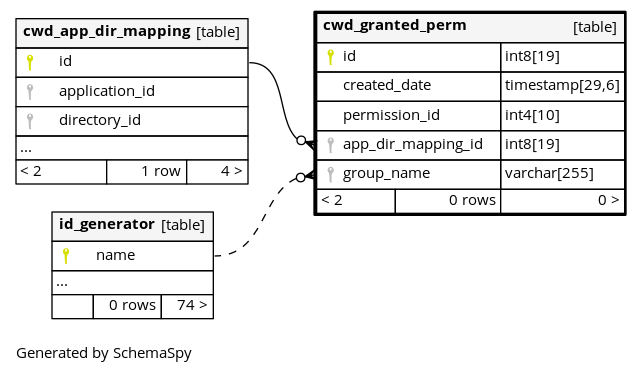 cwd_app_dir_mapping [table]
id
application_id
directory_id
...
< 2 1 row 4 >
cwd_granted_perm [table]
id int8[19]
created_date timestamp[29,6]
permission_id int4[10]
app_dir_mapping_id int8[19]
group_name varchar[255]
< 2 0 rows 0 >
id_generator [table]
name
...
0 rows 74 >
Generated by SchemaSpy